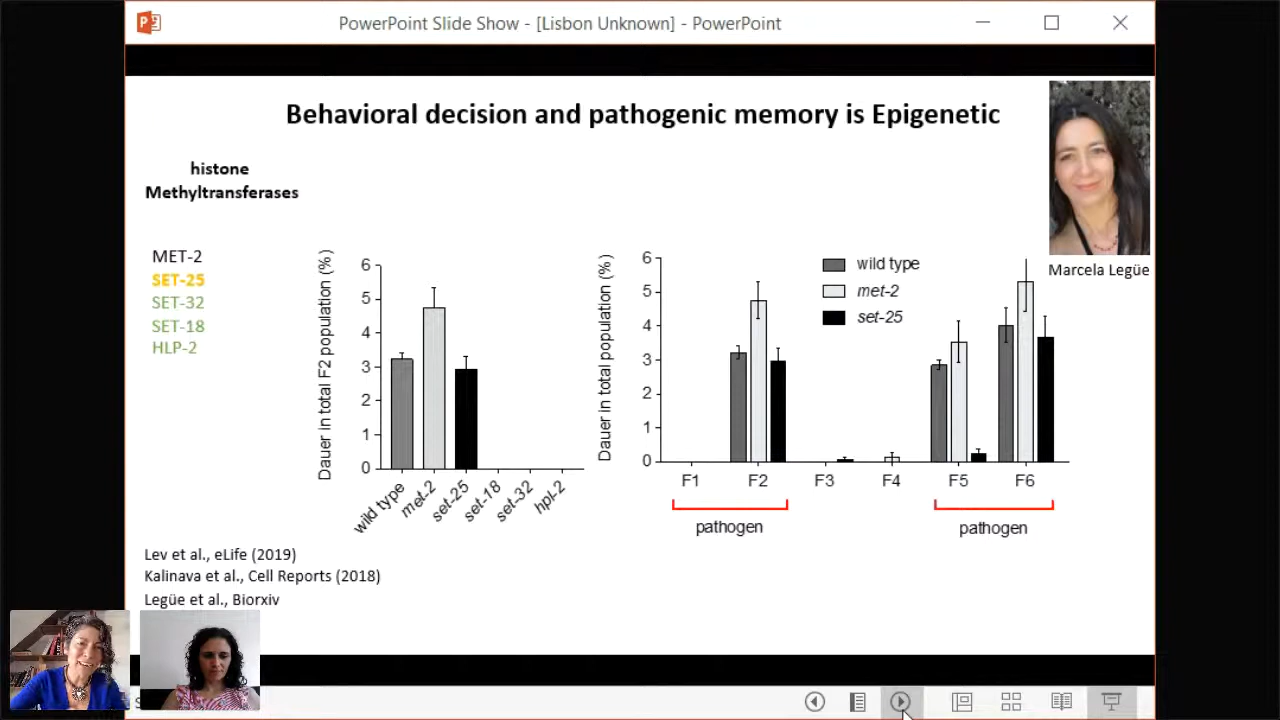 PowerPoint Slide Show - [Lisbon Unknown] - PowerPoint
Behavioral decision and pathogenic memory is Epigenetic
histone
Methyltransferases
MET-2
SET-25
SET-32
SET-18
HLP-2
Dauer in total F2 population (%)
6
5
4
3
2
1
0
wild type
met-2
set-25
set-18
set-32
hpl-2
Dauer in total population (%)
6
5
4
3
2
1
0
wild type
met-2
set-25
F1 F2 F3 F4 F5 F6
pathogen pathogen
Marcela Legüe
Lev et al., eLife (2019)
Kalinava et al., Cell Reports (2018)
Legüe et al., Biorxiv